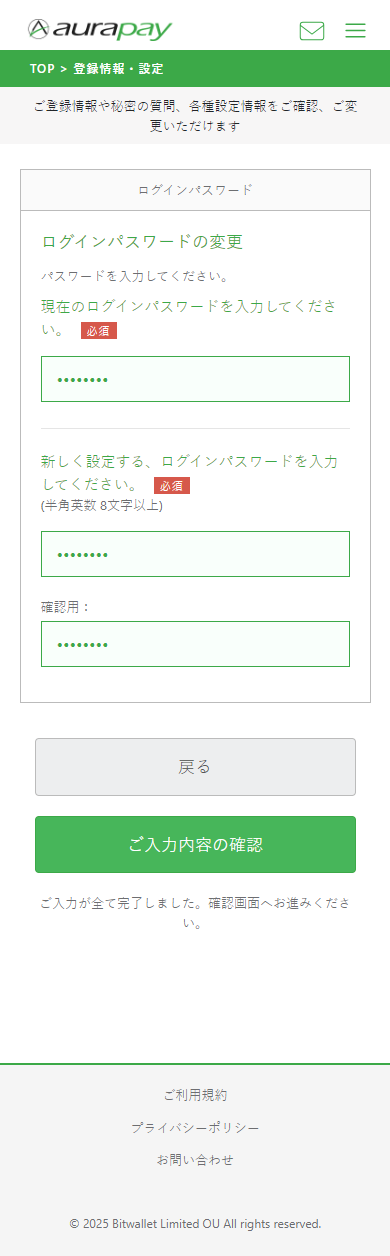 aurapay
TOP > 登録情報・設定
ご登録情報や秘密の質問、各種設定情報をご確認、ご変
更いただけます
ログインパスワード
ログインパスワードの変更
パスワードを入力してください。
現在のログインパスワードを入力してくださ
い。 必須
••••••••
新しく設定する、ログインパスワードを入力
してください。 必須
(半角英数 8文字以上)
••••••••
確認用：
••••••••
戻る
ご入力内容の確認
ご入力が全て完了しました。確認画面へお進みくださ
い。
ご利用規約
プライバシーポリシー
お問い合わせ
© 2025 Bitwallet Limited OU All rights reserved.